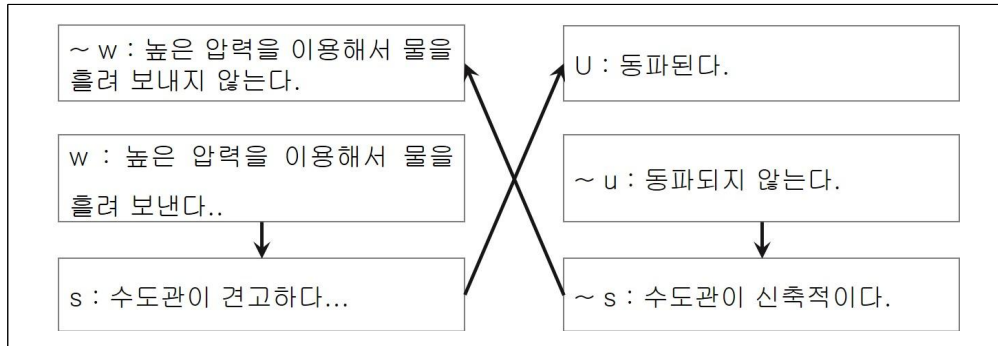 ~ w : 높은 압력을 이용해서 물을
흘려 보내지 않는다.
U : 동파된다.
w : 높은 압력을 이용해서 물을
흘려 보낸다..
~ u : 동파되지 않는다.
s : 수도관이 견고하다...
~ s : 수도관이 신축적이다.